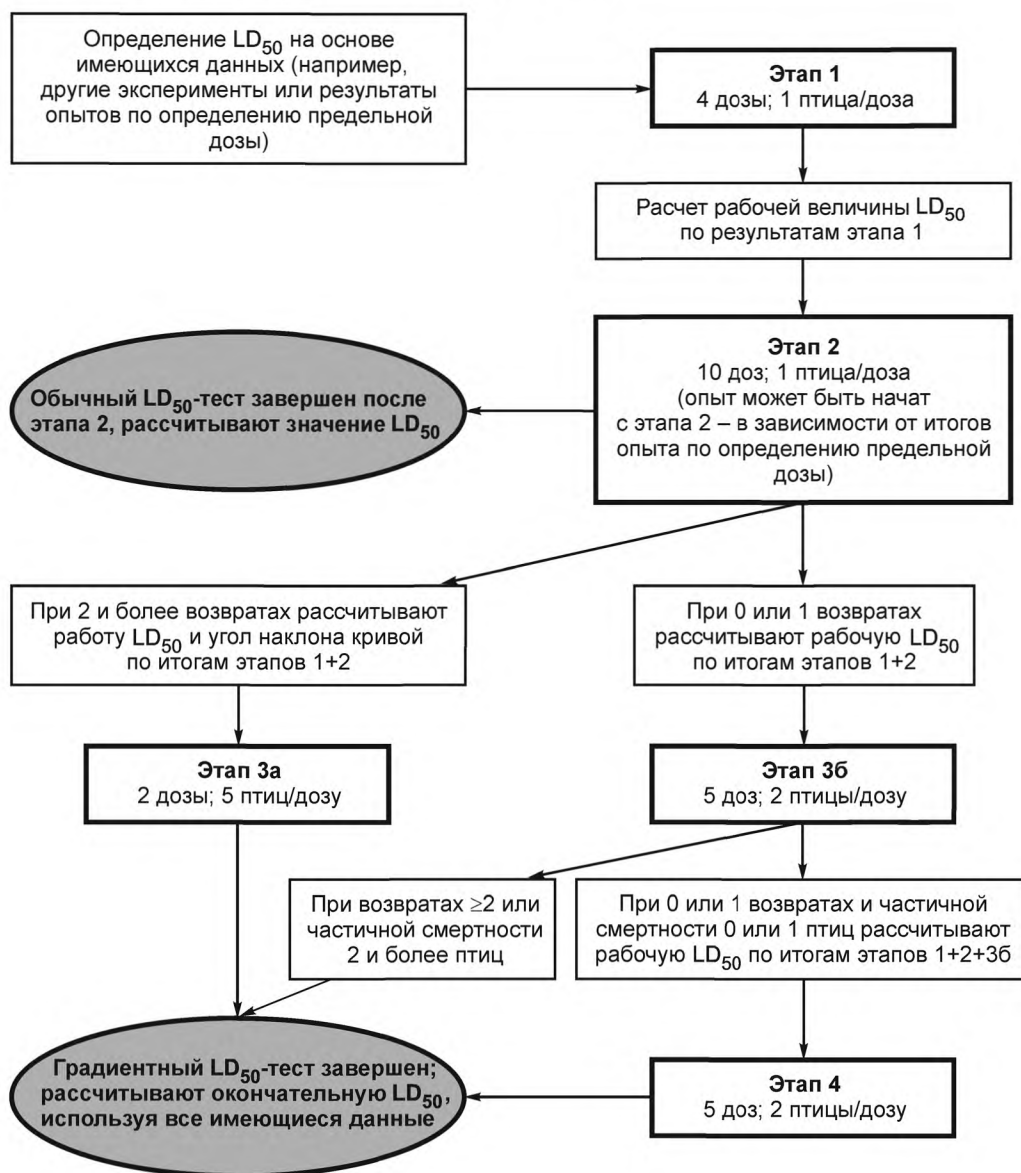 Определение LD50 на основе
имеющихся данных (например,
другие эксперименты или результаты
опытов по определению предельной
дозы)
Этап 1
4 дозы; 1 птица/доза
Расчет рабочей величины LD50
по результатам этапа 1
Этап 2
10 доз; 1 птица/доза
(опыт может быть начат
с этапа 2 – в зависимости от итогов
опыта по определению предельной
дозы)
Обычный LD50-тест завершен после
этапа 2, рассчитывают значение LD50
При 2 и более возвратах рассчитывают
работу LD50 и угол наклона кривой
по итогам этапов 1+2
При 0 или 1 возвратах
рассчитывают рабочую LD50
по итогам этапов 1+2
Этап 3а
2 дозы; 5 птиц/дозу
Этап 3б
5 доз; 2 птицы/дозу
При возвратах ≥2 или
частичной смертности
2 и более птиц
При 0 или 1 возвратах и частичной
смертности 0 или 1 птиц рассчитывают
рабочую LD50 по итогам этапов 1+2+3б
Градиентный LD50-тест завершен;
рассчитывают окончательную LD50,
используя все имеющиеся данные
Этап 4
5 доз; 2 птицы/дозу